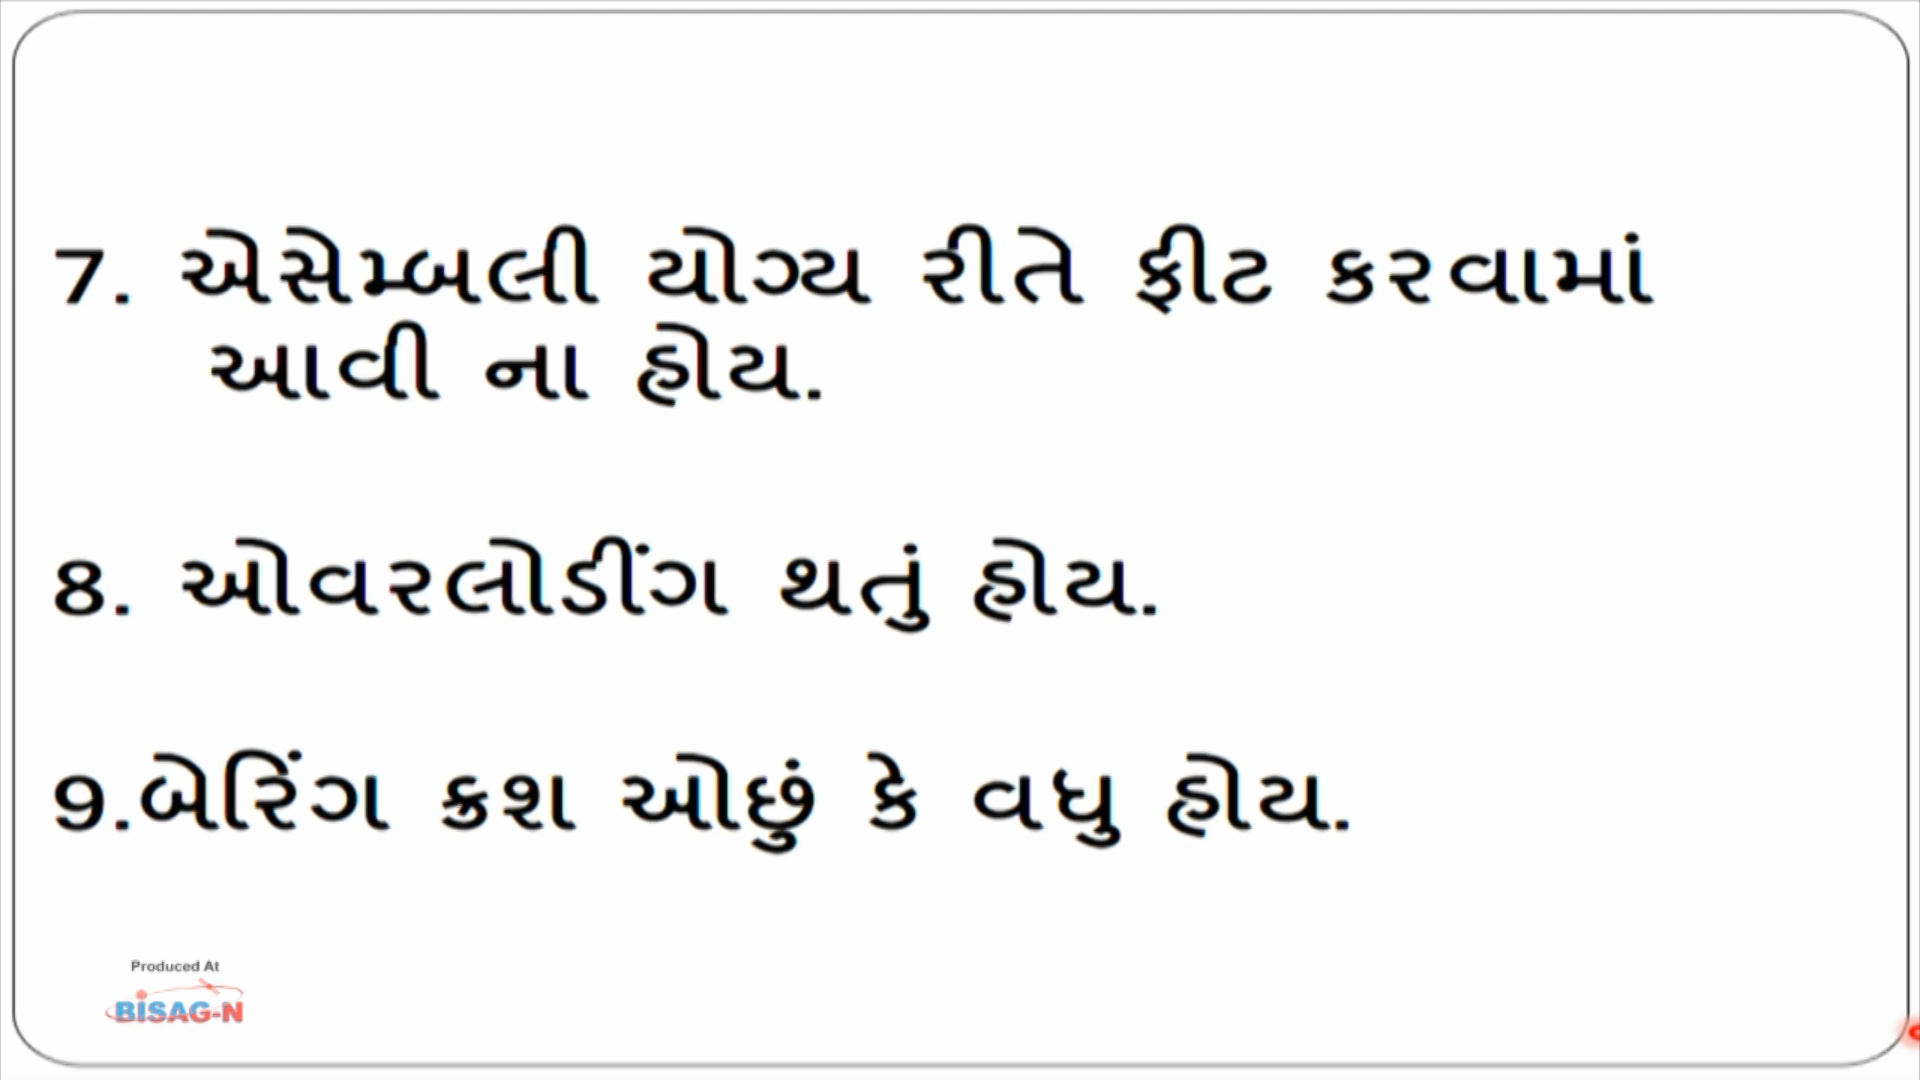 7. એસેમ્બલી યોગ્ય રીતે ફીટ કરવામાં
આવી ના હોય.
8. ઓવરલોડીંગ થતું હોય.
9.બેરિંગ ક્રશ ઓછું કે વધુ હોય.
Produced At
BISAG-N